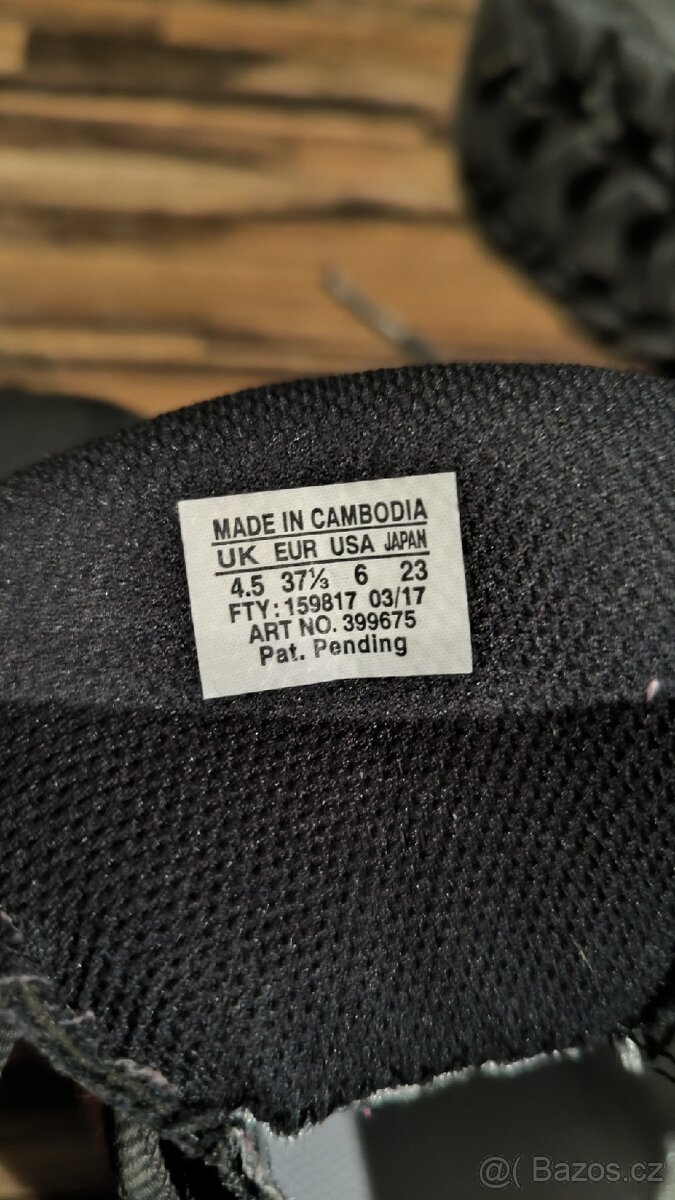 MADE IN CAMBODIA
UK EUR USA JAPAN
4.5 37⅓ 6 23
FTY: 159817 03/17
ART NO. 399675
Pat. Pending
@( Bazos.cz